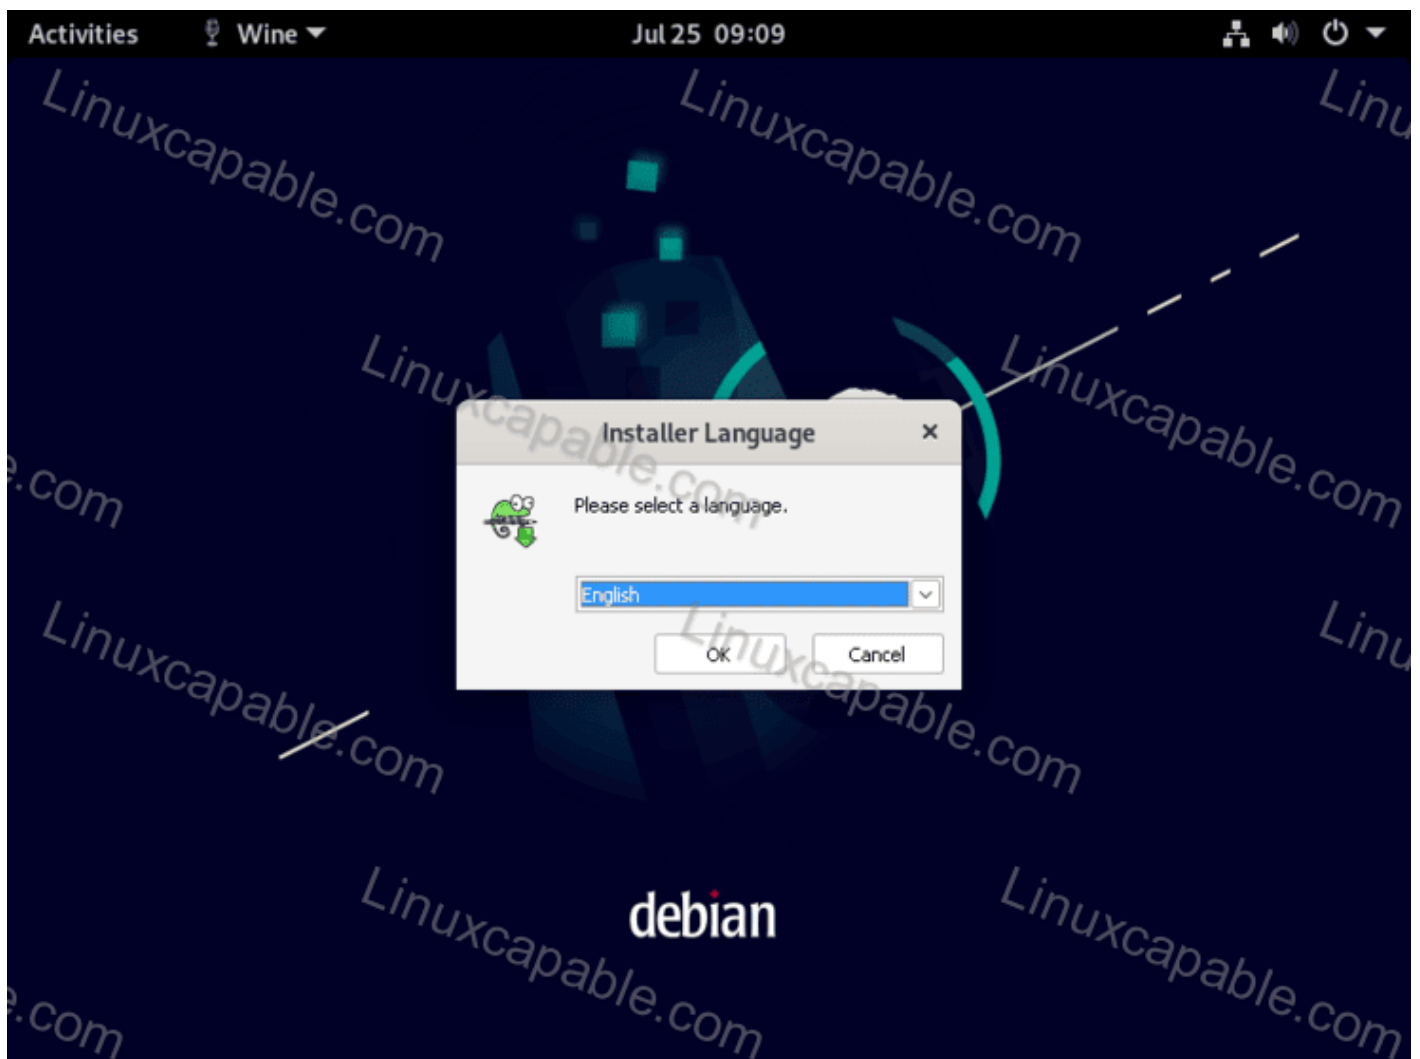 Activities Wine Jul 25 09:09
Linuxcapable.com Linuxcapable.com Linu
Linuxcapable.com Linuxcapable.com
Installer Language
e.com
Please select a language.
English
Linuxcapable.com Linuxcapable.com Linu
OK Cancel
debian
Linuxcapable.com Linuxcapable.com
e.com